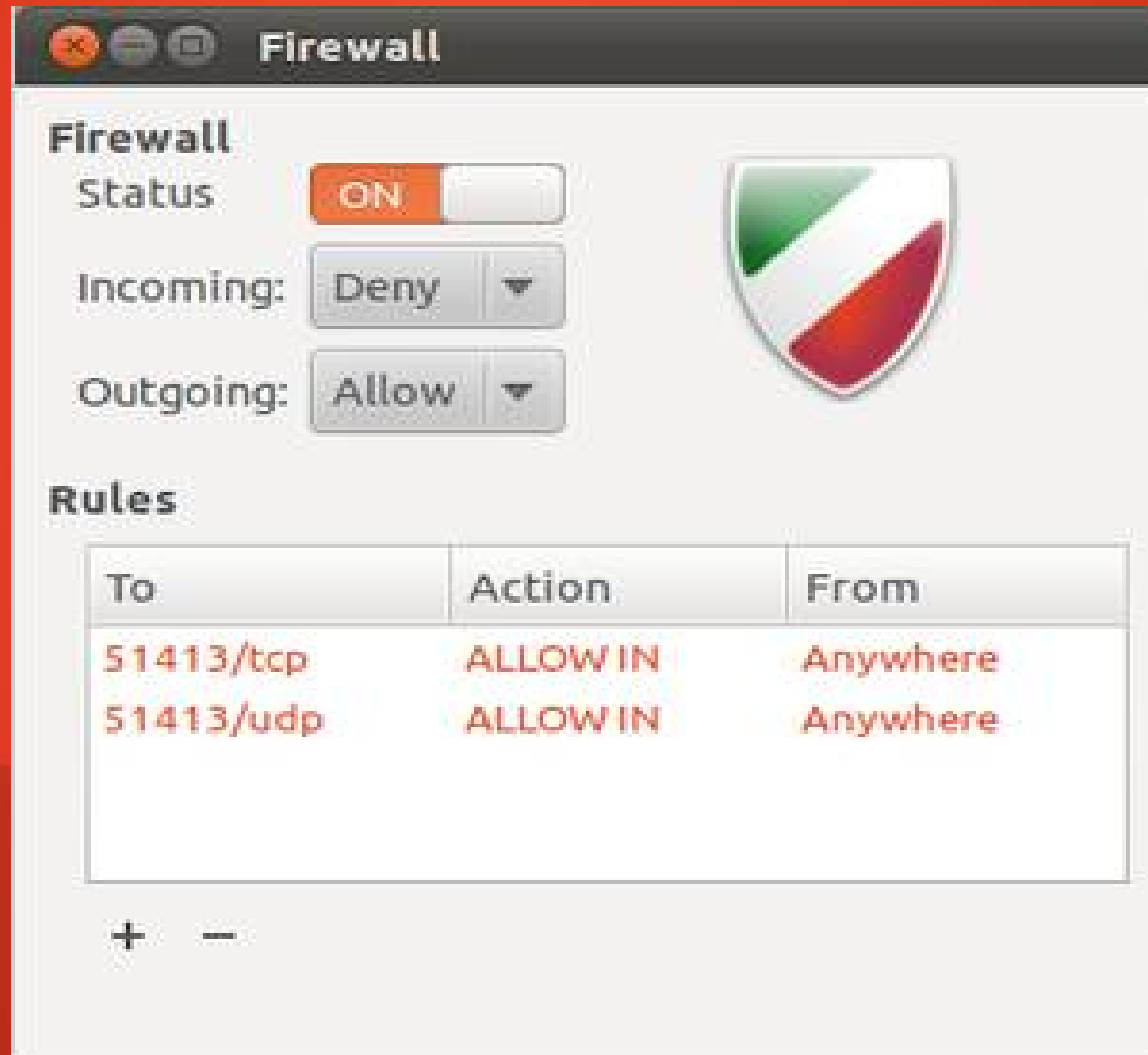 Firewall
Firewall
Status ON
Incoming: Deny
Outgoing: Allow
Rules
To Action From
51413/tcp ALLOW IN Anywhere
51413/udp ALLOW IN Anywhere
+ −